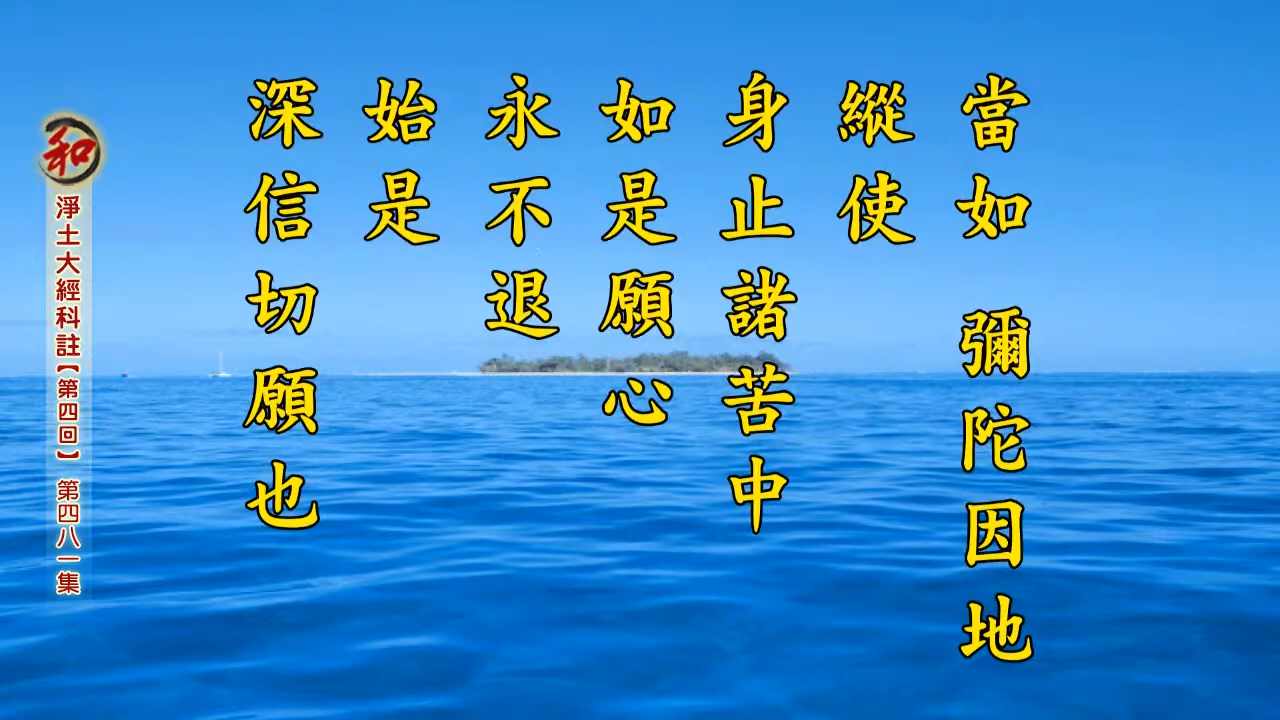 當如 彌陀因地
縱使
身止諸苦中
如是願心
永不退
始是
深信切願也
和
淨土大經科註【第四回】 第四八一集